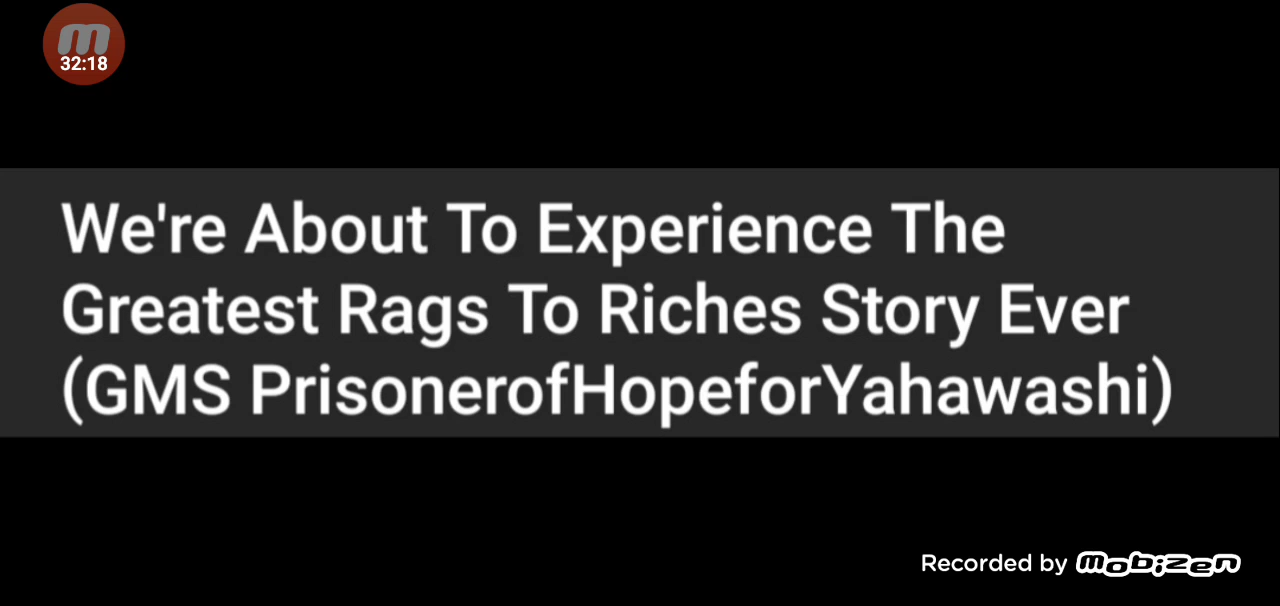 m
32:18
We're About To Experience The
Greatest Rags To Riches Story Ever
(GMS PrisonerofHopeforYahawashi)
Recorded by mobizen